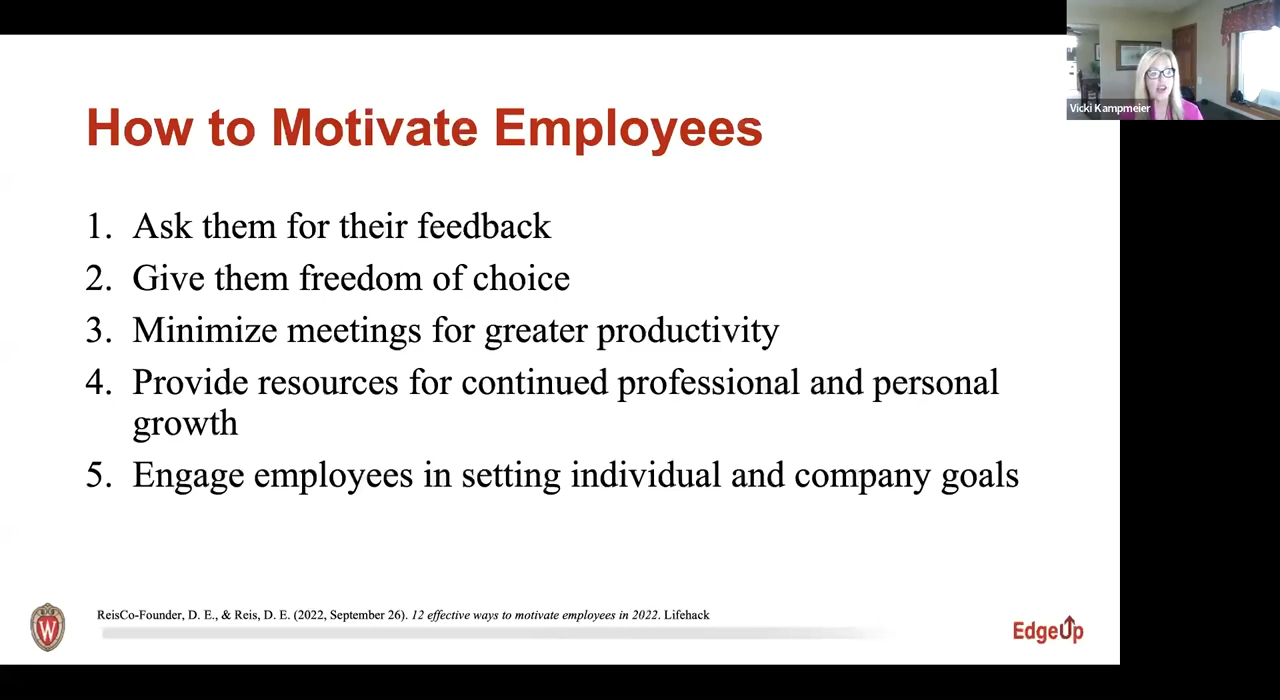 Vicki Kampmeier
How to Motivate Employees
1. Ask them for their feedback
2. Give them freedom of choice
3. Minimize meetings for greater productivity
4. Provide resources for continued professional and personal
growth
5. Engage employees in setting individual and company goals
W
ReisCo-Founder, D. E., & Reis, D. E. (2022, September 26). 12 effective ways to motivate employees in 2022. Lifehack
EdgeUp